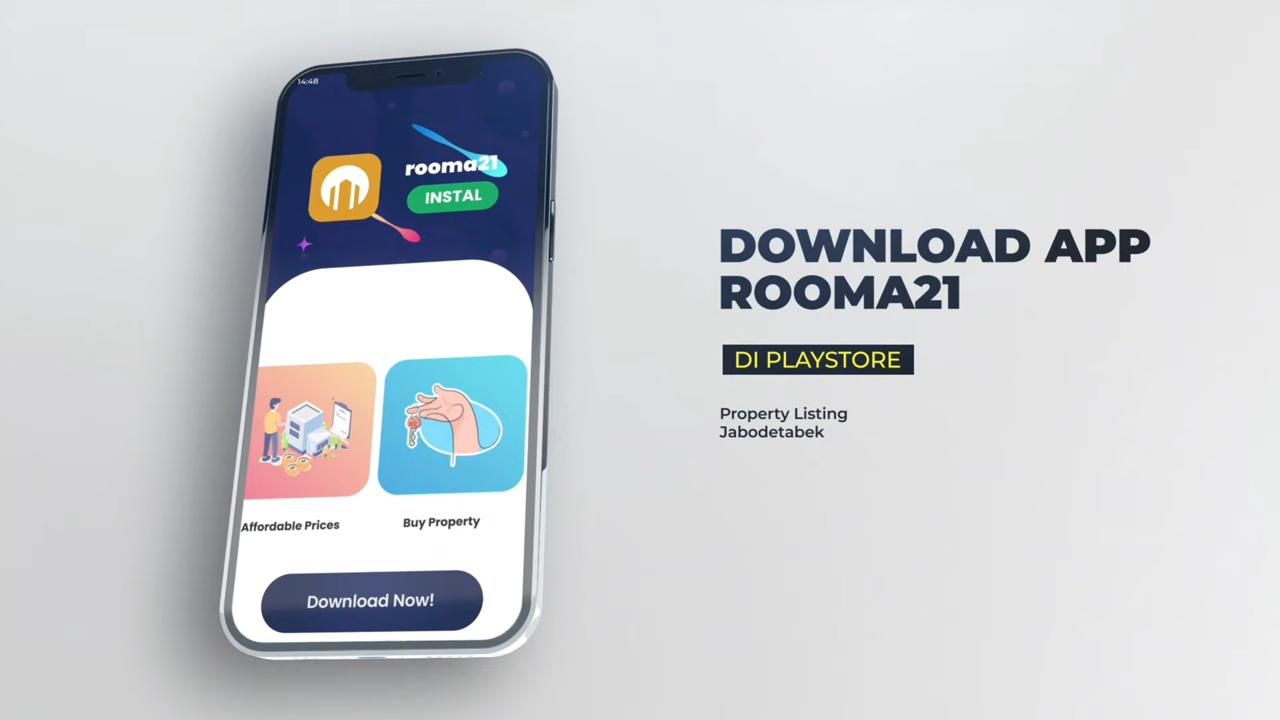 14:48
rooma21
INSTAL
Affordable Prices
Buy Property
Download Now!
DOWNLOAD APP
ROOMA21
DI PLAYSTORE
Property Listing
Jabodetabek